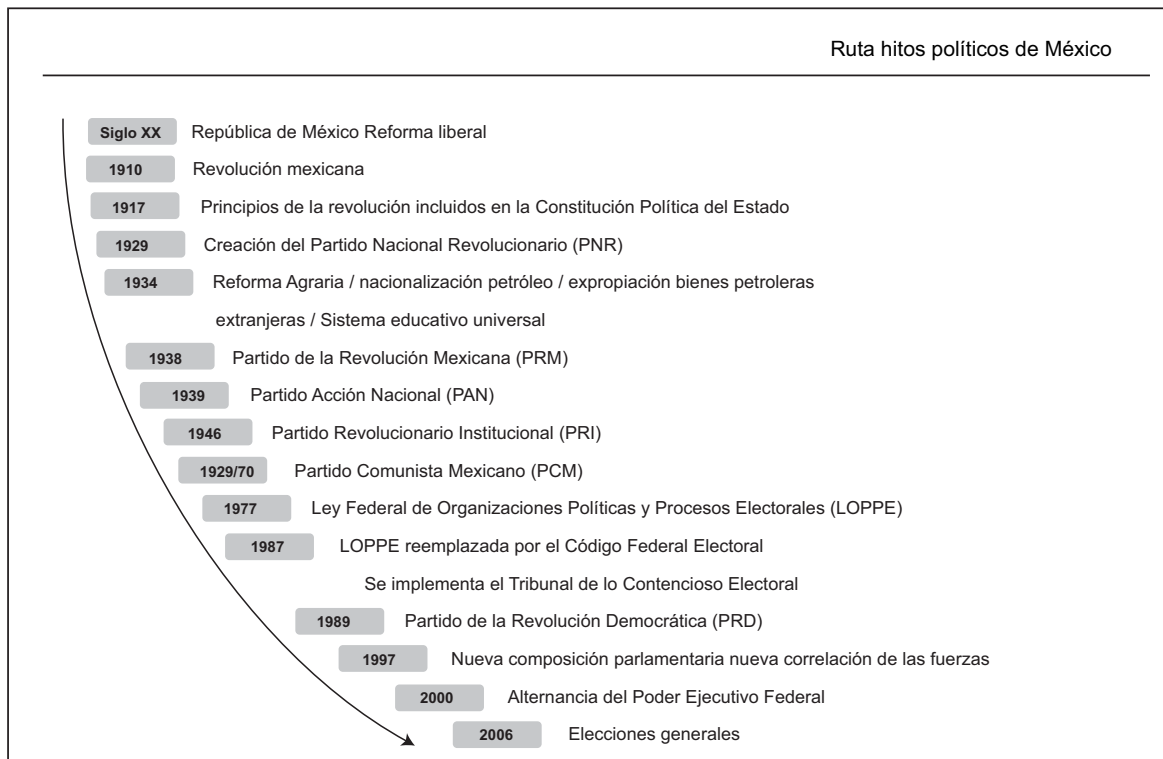 Ruta hitos políticos de México
Siglo XX República de México Reforma liberal
1910 Revolución mexicana
1917 Principios de la revolución incluidos en la Constitución Política del Estado
1929 Creación del Partido Nacional Revolucionario (PNR)
1934 Reforma Agraria / nacionalización petróleo / expropiación bienes petroleras
extranjeras / Sistema educativo universal
1938 Partido de la Revolución Mexicana (PRM)
1939 Partido Acción Nacional (PAN)
1946 Partido Revolucionario Institucional (PRI)
1929/70 Partido Comunista Mexicano (PCM)
1977 Ley Federal de Organizaciones Políticas y Procesos Electorales (LOPPE)
1987 LOPPE reemplazada por el Código Federal Electoral
Se implementa el Tribunal de lo Contencioso Electoral
1989 Partido de la Revolución Democrática (PRD)
1997 Nueva composición parlamentaria nueva correlación de las fuerzas
2000 Alternancia del Poder Ejecutivo Federal
2006 Elecciones generales